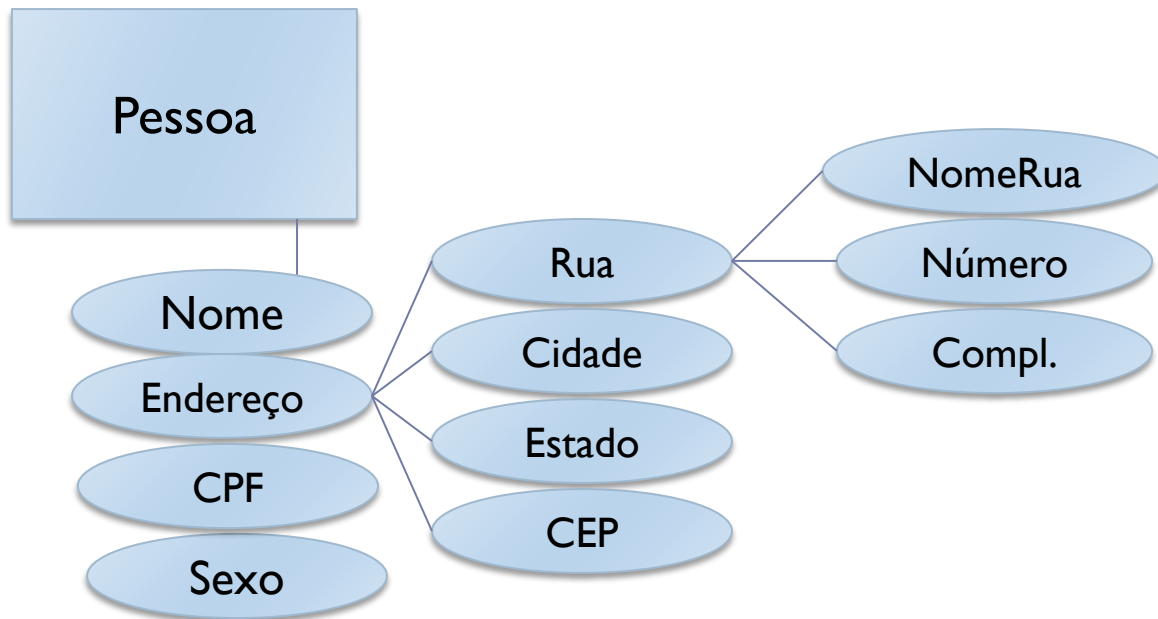 Pessoa
Nome
Endereço
CPF
Sexo
Rua
Cidade
Estado
CEP
NomeRua
Número
Compl.